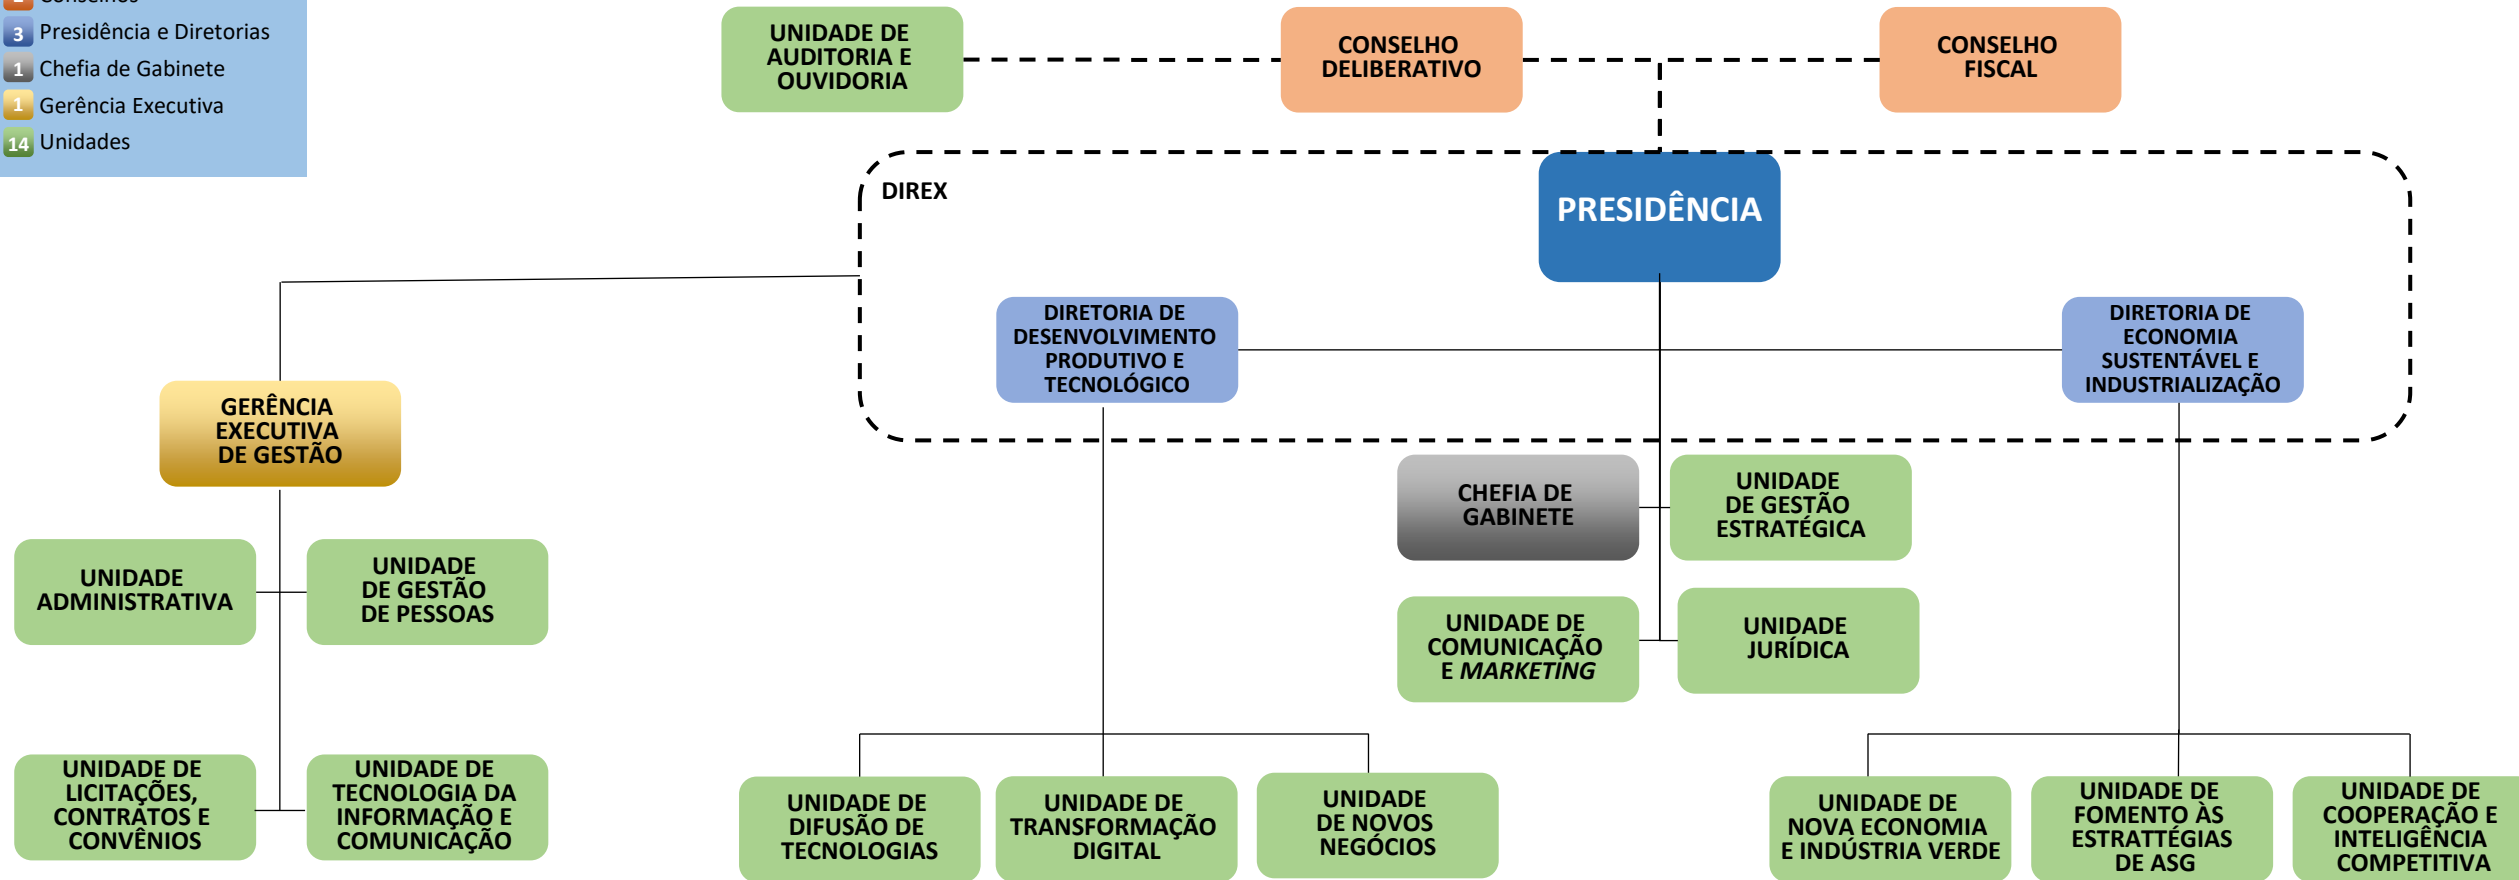 Conselhos
3 Presidência e Diretorias
1 Chefia de Gabinete
1 Gerência Executiva
14 Unidades
UNIDADE DE
AUDITORIA E
OUVIDORIA
CONSELHO
DELIBERATIVO
CONSELHO
FISCAL
DIREX
PRESIDÊNCIA
DIRETORIA DE
DESENVOLVIMENTO
PRODUTIVO E
TECNOLÓGICO
DIRETORIA DE
ECONOMIA
SUSTENTÁVEL E
INDUSTRIALIZAÇÃO
GERÊNCIA
EXECUTIVA
DE GESTÃO
CHEFIA DE
GABINETE
UNIDADE
DE GESTÃO
ESTRATÉGICA
UNIDADE
ADMINISTRATIVA
UNIDADE
DE GESTÃO
DE PESSOAS
UNIDADE DE
COMUNICAÇÃO
E MARKETING
UNIDADE
JURÍDICA
UNIDADE DE
LICITAÇÕES,
CONTRATOS E
CONVÊNIOS
UNIDADE DE
TECNOLOGIA DA
INFORMAÇÃO E
COMUNICAÇÃO
UNIDADE DE
DIFUSÃO DE
TECNOLOGIAS
UNIDADE DE
TRANSFORMAÇÃO
DIGITAL
UNIDADE
DE NOVOS
NEGÓCIOS
UNIDADE DE
NOVA ECONOMIA
E INDÚSTRIA VERDE
UNIDADE DE
FOMENTO ÀS
ESTRATTÉGIAS
DE ASG
UNIDADE DE
COOPERAÇÃO E
INTELIGÊNCIA
COMPETITIVA